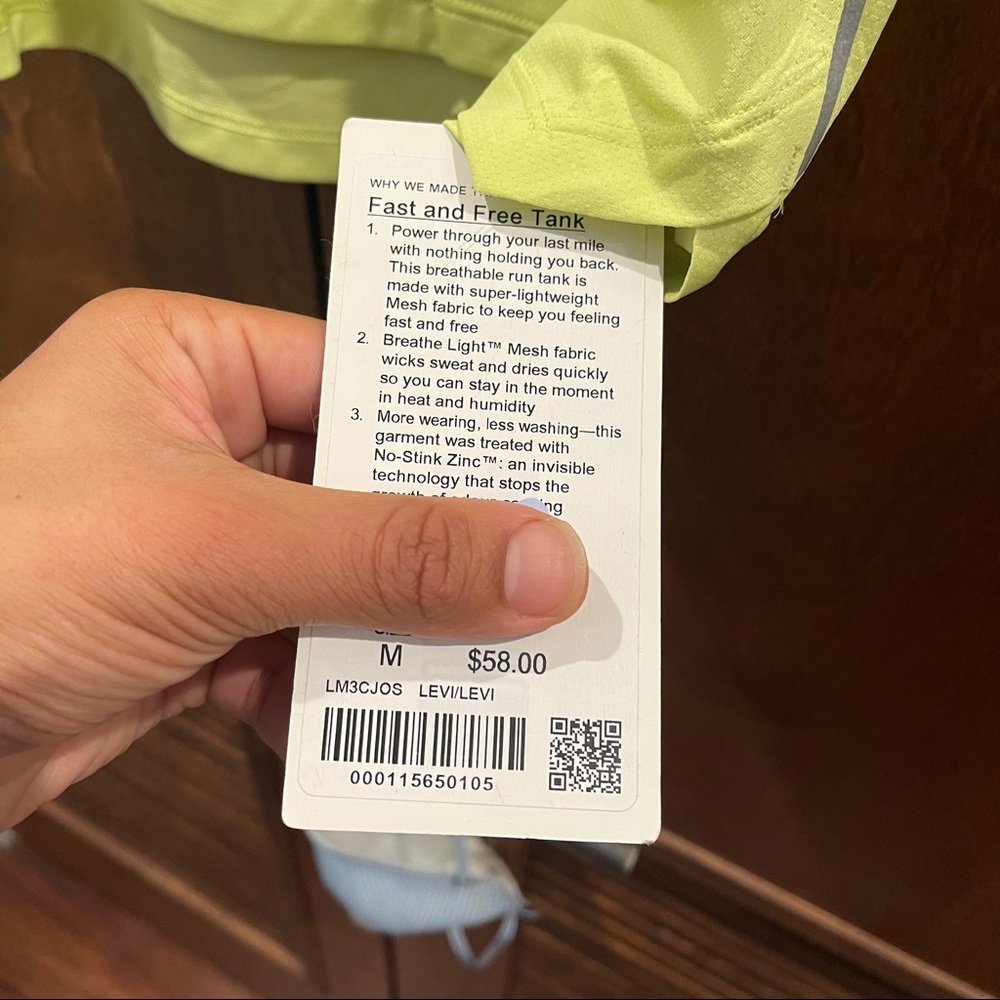 WHY WE MADE
Fast and Free Tank
1. Power through your last mile
with nothing holding you back.
This breathable run tank is
made with super-lightweight
Mesh fabric to keep you feeling
fast and free
2. Breathe Light™ Mesh fabric
wicks sweat and dries quickly
so you can stay in the moment
in heat and humidity
3. More wearing, less washing—this
garment was treated with
No-Stink Zinc™: an invisible
technology that stops the
growth of
M $58.00
LM3CJOS LEVI/LEVI
000115650105